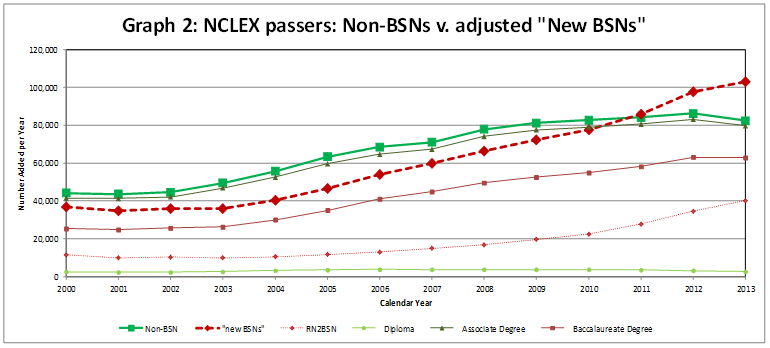 Graph 2: NCLEX passers: Non-BSNs v. adjusted "New BSNs"
120,000
100,000
80,000
60,000
40,000
20,000
0
Number Added per Year
2000 2001 2002 2003 2004 2005 2006 2007 2008 2009 2010 2011 2012 2013
Calendar Year
Non-BSN "new BSNs" RN2BSN Diploma Associate Degree Baccalaureate Degree